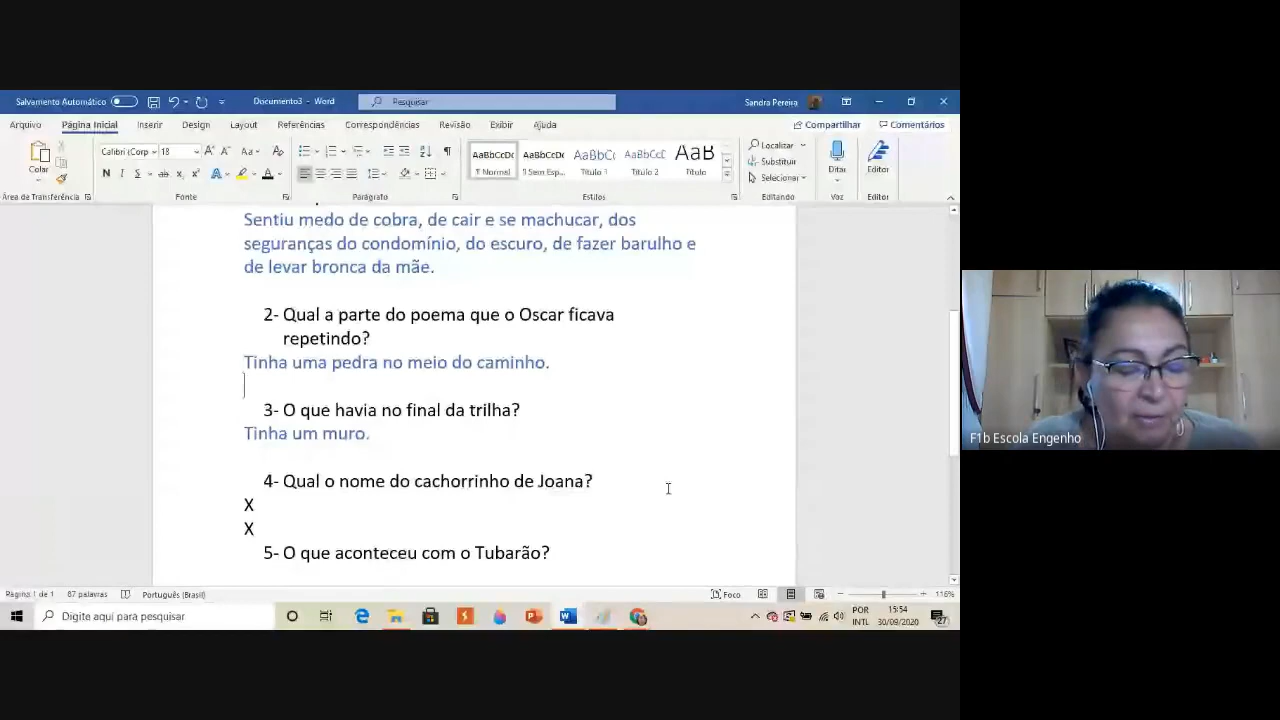 Salvamento Automático
Documento3 - Word
Pesquisar
Sandra Pereira
Arquivo Página Inicial Inserir Design Layout Referências Correspondências Revisão Exibir Ajuda
Compartilhar Comentários
Colar
Calibri (Corp 18
AaBbCcDc AaBbCcDc AaBbC AaBbCcE AaB
¶ Normal ¶ Sem Esp... Título 1 Título 2 Título
Localizar
Substituir
Selecionar
Ditar
Editor
Área de Transferência Fonte Parágrafo Estilos Editando Voz Editor
Sentiu medo de cobra, de cair e se machucar, dos
seguranças do condomínio, do escuro, de fazer barulho e
de levar bronca da mãe.
2- Qual a parte do poema que o Oscar ficava
repetindo?
Tinha uma pedra no meio do caminho.
3- O que havia no final da trilha?
Tinha um muro.
4- Qual o nome do cachorrinho de Joana?
X
X
5- O que aconteceu com o Tubarão?
F1b Escola Engenho
Página 1 de 1 87 palavras Português (Brasil) Foco 116%
Digite aqui para pesquisar
POR
INTL
15:54
30/09/2020
27